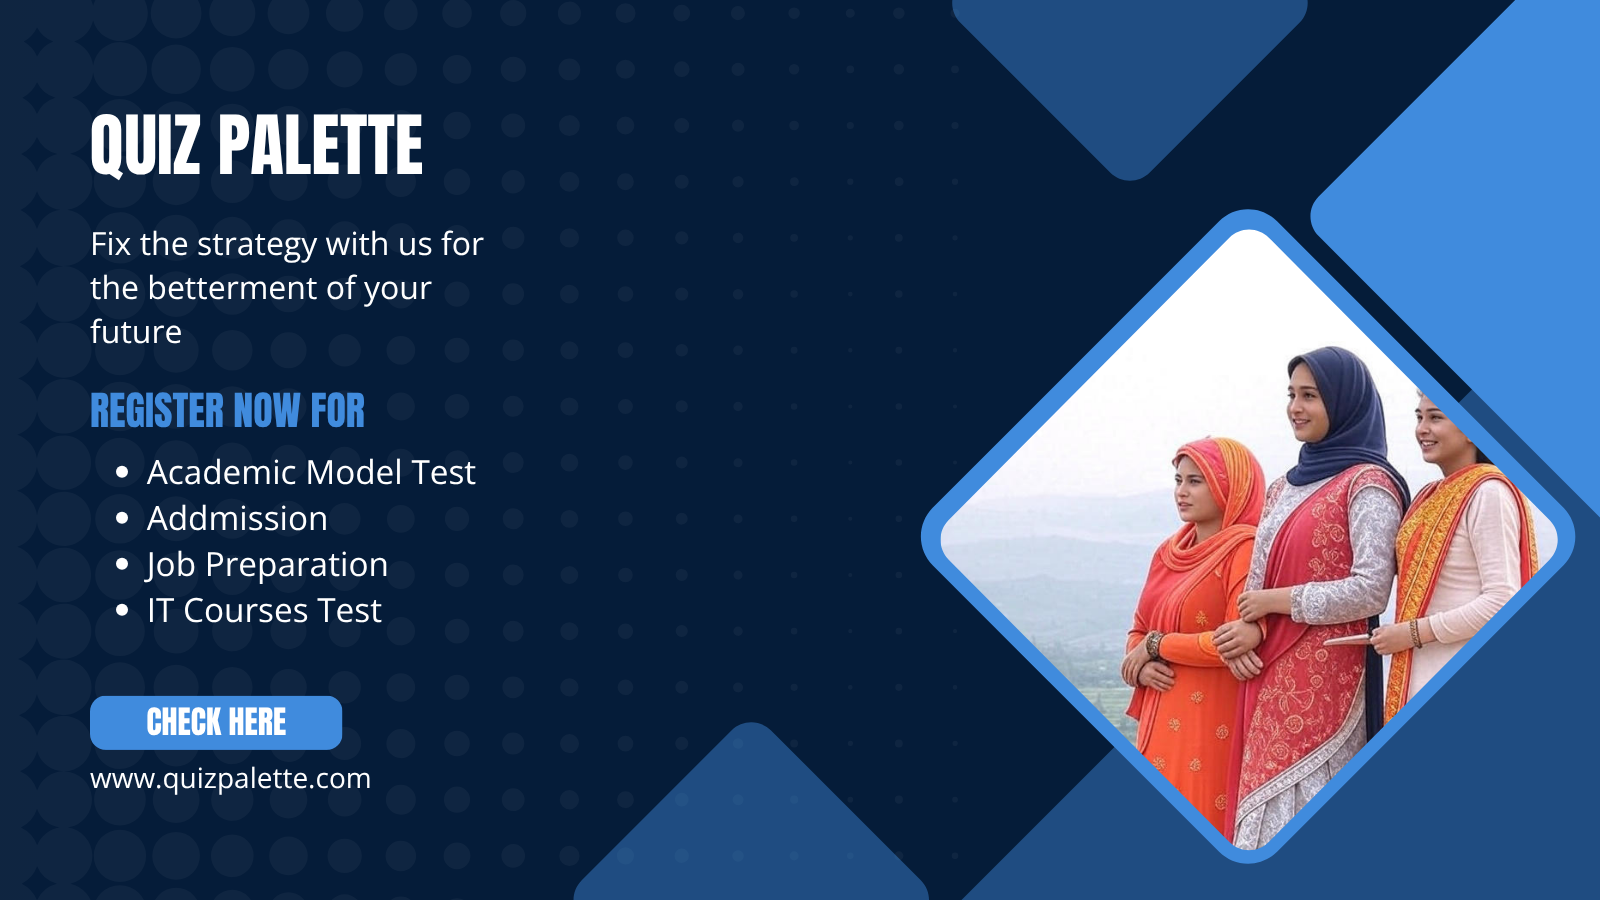 QUIZ PALETTE
Fix the strategy with us for
the betterment of your
future
REGISTER NOW FOR
• Academic Model Test
• Addmission
• Job Preparation
• IT Courses Test
CHECK HERE
www.quizpalette.com